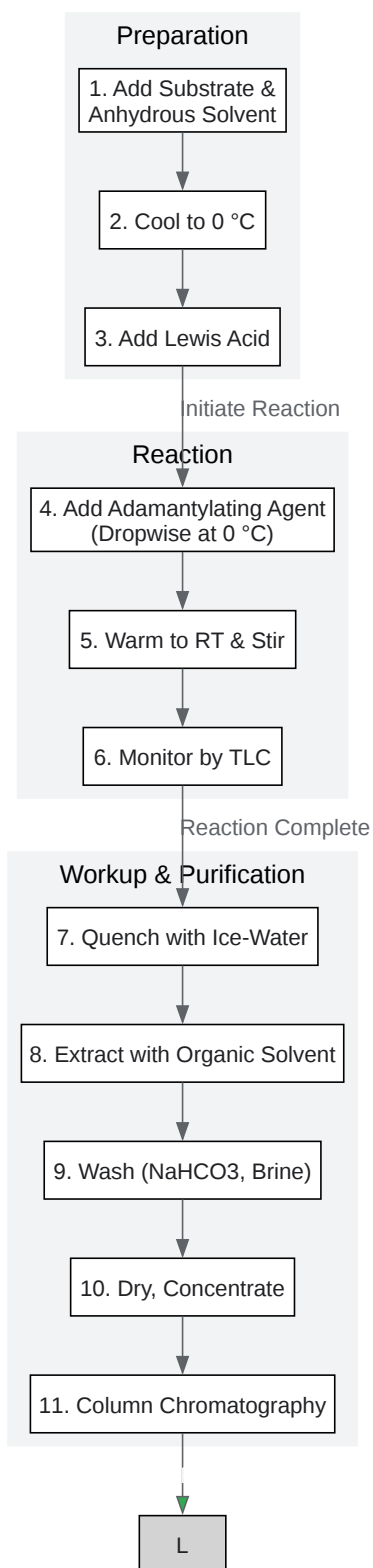 Preparation
1. Add Substrate &
Anhydrous Solvent
2. Cool to 0 °C
3. Add Lewis Acid
Initiate Reaction
Reaction
4. Add Adamantylating Agent
(Dropwise at 0 °C)
5. Warm to RT & Stir
6. Monitor by TLC
Reaction Complete
Workup & Purification
7. Quench with Ice-Water
8. Extract with Organic Solvent
9. Wash (NaHCO3, Brine)
10. Dry, Concentrate
11. Column Chromatography
L